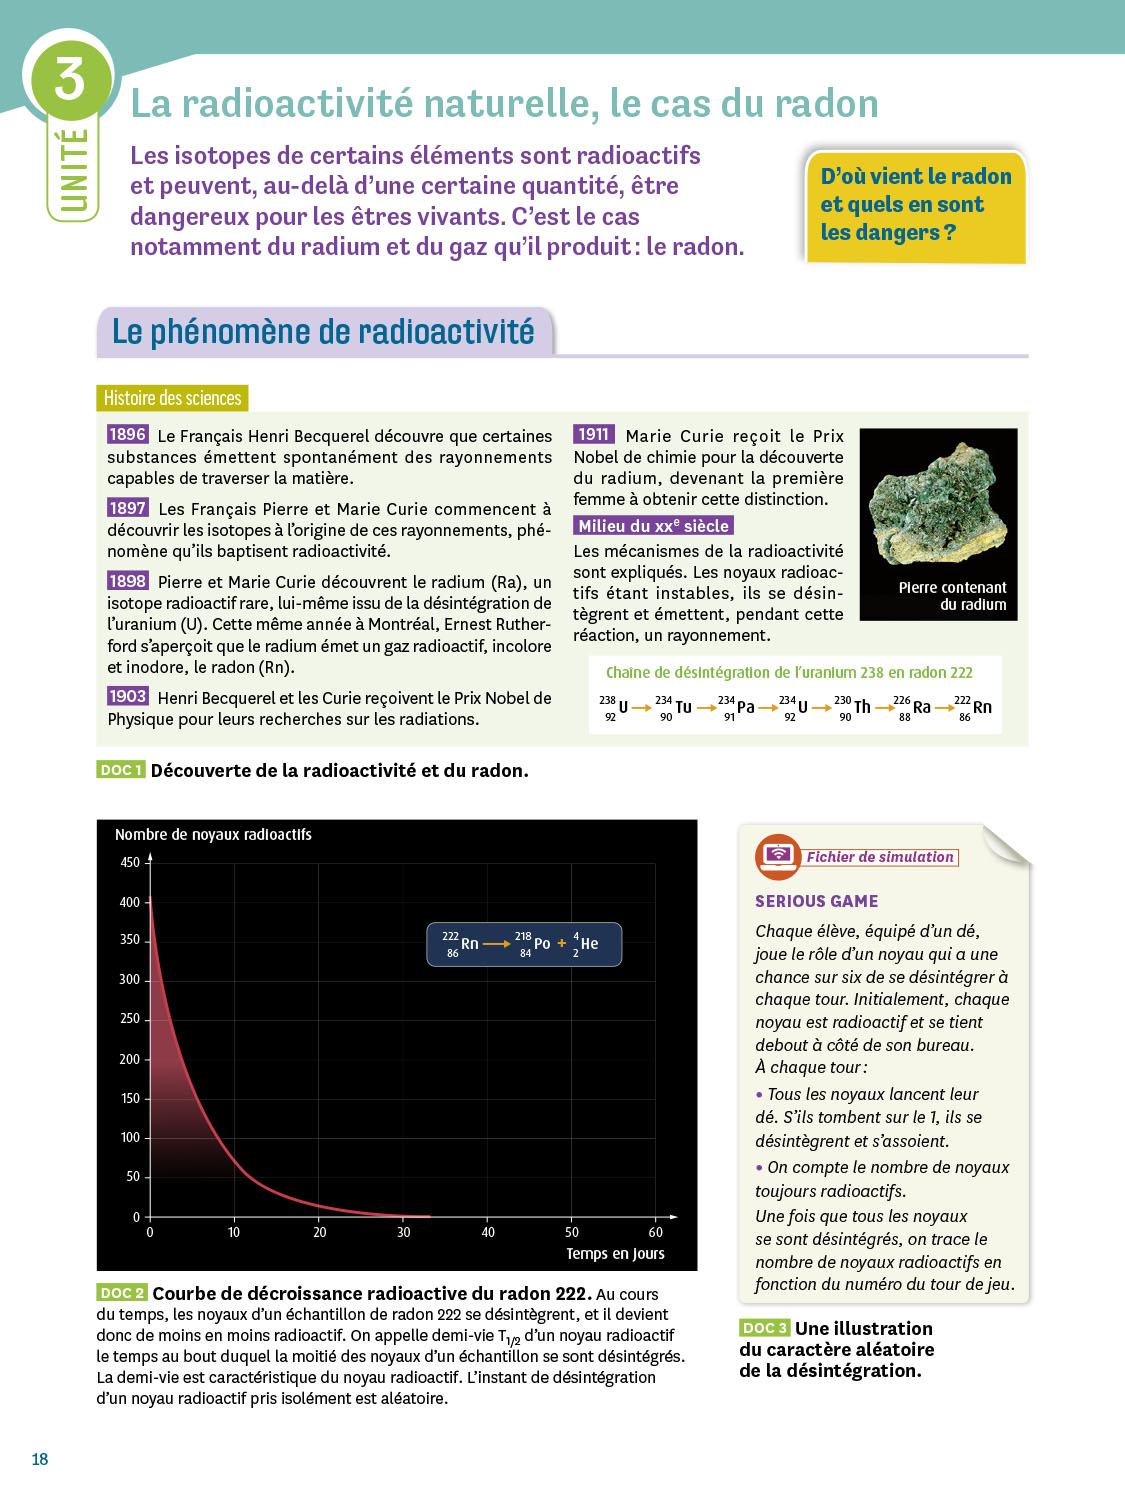 3
UNITÉ
La radioactivité naturelle, le cas du radon
Les isotopes de certains éléments sont radioactifs
et peuvent, au-delà d'une certaine quantité, être
dangereux pour les êtres vivants. C'est le cas
notamment du radium et du gaz qu'il produit : le radon.
D'où vient le radon
et quels en sont
les dangers ?
Le phénomène de radioactivité
Histoire des sciences
1896 Le Français Henri Becquerel découvre que certaines
substances émettent spontanément des rayonnements
capables de traverser la matière.
1897 Les Français Pierre et Marie Curie commencent à
découvrir les isotopes à l'origine de ces rayonnements, phé-
nomène qu'ils baptisent radioactivité.
1898 Pierre et Marie Curie découvrent le radium (Ra), un
isotope radioactif rare, lui-même issu de la désintégration de
l'uranium (U). Cette même année à Montréal, Ernest Ruther-
ford s'aperçoit que le radium émet un gaz radioactif, incolore
et inodore, le radon (Rn).
1903 Henri Becquerel et les Curie reçoivent le Prix Nobel de
Physique pour leurs recherches sur les radiations.
1911 Marie Curie reçoit le Prix
Nobel de chimie pour la découverte
du radium, devenant la première
femme à obtenir cette distinction.
Milieu du XXe siècle
Les mécanismes de la radioactivité
sont expliqués. Les noyaux radioac-
tifs étant instables, ils se désin-
tègrent et émettent, pendant cette
réaction, un rayonnement.
Pierre contenant
du radium
Chaîne de désintégration de l'uranium 238 en radon 222
238 92 U → 234 90 Tu → 234 91 Pa → 234 92 U → 230 90 Th → 226 88 Ra → 222 86 Rn
DOC 1 Découverte de la radioactivité et du radon.
Nombre de noyaux radioactifs
450
400
350
300
250
200
150
100
50
0
222 86 Rn → 218 84 Po + 4 2 He
0 10 20 30 40 50 60
Temps en jours
DOC 2 Courbe de décroissance radioactive du radon 222. Au cours
du temps, les noyaux d'un échantillon de radon 222 se désintègrent, et il devient
donc de moins en moins radioactif. On appelle demi-vie T1/2 d'un noyau radioactif
le temps au bout duquel la moitié des noyaux d'un échantillon se sont désintégrés.
La demi-vie est caractéristique du noyau radioactif. L'instant de désintégration
d'un noyau radioactif pris isolément est aléatoire.
Fichier de simulation
SERIOUS GAME
Chaque élève, équipé d'un dé,
joue le rôle d'un noyau qui a une
chance sur six de se désintégrer à
chaque tour. Initialement, chaque
noyau est radioactif et se tient
debout à côté de son bureau.
À chaque tour :
• Tous les noyaux lancent leur
dé. S'ils tombent sur le 1, ils se
désintègrent et s'assoient.
• On compte le nombre de noyaux
toujours radioactifs.
Une fois que tous les noyaux
se sont désintégrés, on trace le
nombre de noyaux radioactifs en
fonction du numéro du tour de jeu.
DOC 3 Une illustration
du caractère aléatoire
de la désintégration.
18